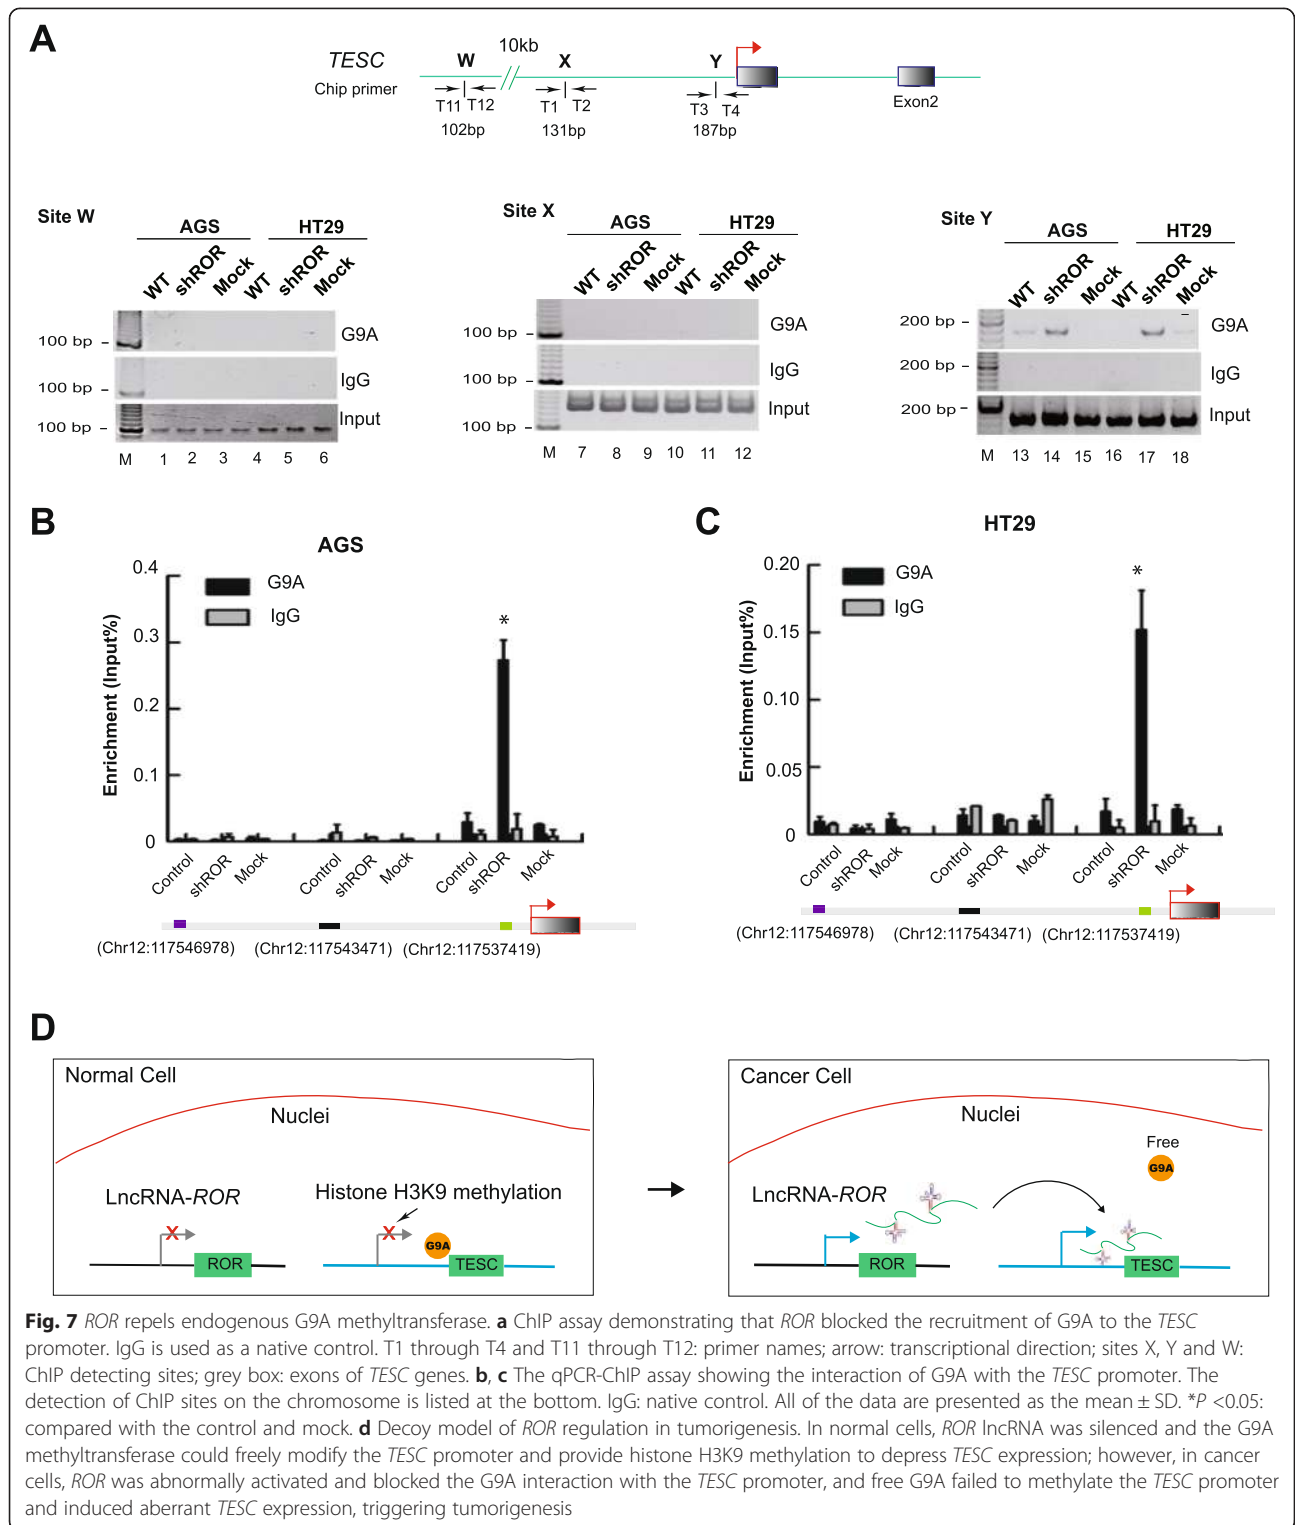 A
TESC
Chip primer
W
10kb
X
Y
T11 T12
T1 T2
T3 T4
Exon2
102bp
131bp
187bp
Site W
AGS HT29
WT shROR Mock WT shROR Mock
100 bp
G9A
100 bp
IgG
100 bp
Input
M 1 2 3 4 5 6
Site X
AGS HT29
WT shROR Mock WT shROR Mock
100 bp
G9A
100 bp
IgG
100 bp
Input
M 7 8 9 10 11 12
Site Y
AGS HT29
WT shROR Mock WT shROR Mock
200 bp
G9A
200 bp
IgG
200 bp
Input
M 13 14 15 16 17 18
B
AGS
Enrichment (Input%)
0.4
0.3
0.2
0.1
0
G9A
IgG
*
Control shROR Mock Control shROR Mock Control shROR Mock
(Chr12:117546978) (Chr12:117543471) (Chr12:117537419)
C
HT29
Enrichment (Input%)
0.20
0.15
0.10
0.05
0
G9A
IgG
*
Control shROR Mock Control shROR Mock Control shROR Mock
(Chr12:117546978) (Chr12:117543471) (Chr12:117537419)
D
Normal Cell
Nuclei
LncRNA-ROR
X
ROR
Histone H3K9 methylation
X
G9A
TESC
Cancer Cell
Nuclei
Free
G9A
LncRNA-ROR
ROR
TESC
Fig. 7 ROR repels endogenous G9A methyltransferase. a ChIP assay demonstrating that ROR blocked the recruitment of G9A to the TESC
promoter. IgG is used as a native control. T1 through T4 and T11 through T12: primer names; arrow: transcriptional direction; sites X, Y and W:
ChIP detecting sites; grey box: exons of TESC genes. b, c The qPCR-ChIP assay showing the interaction of G9A with the TESC promoter. The
detection of ChIP sites on the chromosome is listed at the bottom. IgG: native control. All of the data are presented as the mean ± SD. *P <0.05:
compared with the control and mock. d Decoy model of ROR regulation in tumorigenesis. In normal cells, ROR lncRNA was silenced and the G9A
methyltransferase could freely modify the TESC promoter and provide histone H3K9 methylation to depress TESC expression; however, in cancer
cells, ROR was abnormally activated and blocked the G9A interaction with the TESC promoter, and free G9A failed to methylate the TESC promoter
and induced aberrant TESC expression, triggering tumorigenesis